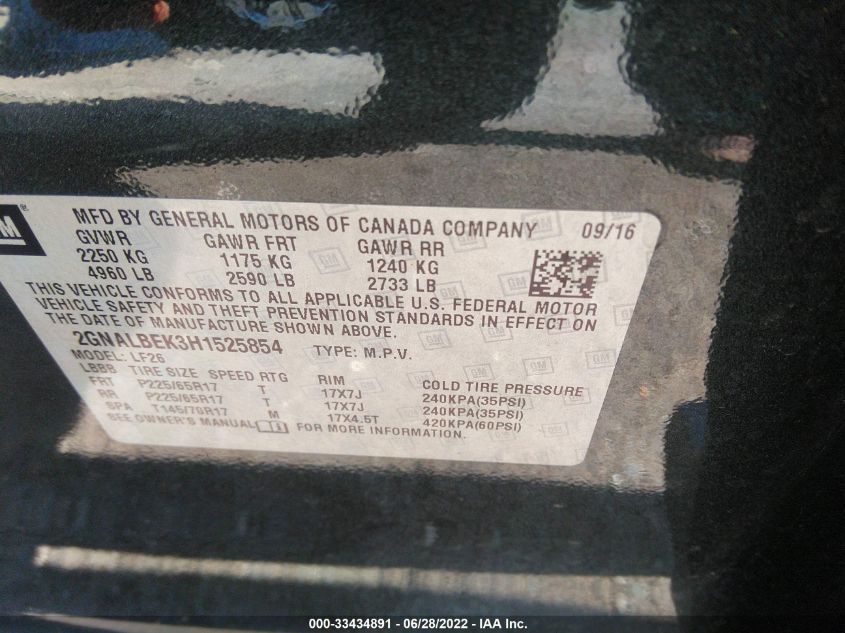 GM®
MFD BY GENERAL MOTORS OF CANADA COMPANY 09/16
GVWR GAWR FRT GAWR RR
2250 KG 1175 KG 1240 KG
4960 LB 2590 LB 2733 LB
THIS VEHICLE CONFORMS TO ALL APPLICABLE U.S. FEDERAL MOTOR
VEHICLE SAFETY AND THEFT PREVENTION STANDARDS IN EFFECT ON
THE DATE OF MANUFACTURE SHOWN ABOVE.
2GNALBEK3H1525854 TYPE: M.P.V.
MODEL: LF26
LBBB TIRE SIZE SPEED RTG RIM COLD TIRE PRESSURE
FRT P225/65R17 T 17X7J 240KPA(35PSI)
RR P225/65R17 T 17X7J 240KPA(35PSI)
SPA T145/70R17 M 17X4.5T 420KPA(60PSI)
SEE OWNER'S MANUAL FOR MORE INFORMATION.
000-33434891 - 06/28/2022 - IAA Inc.